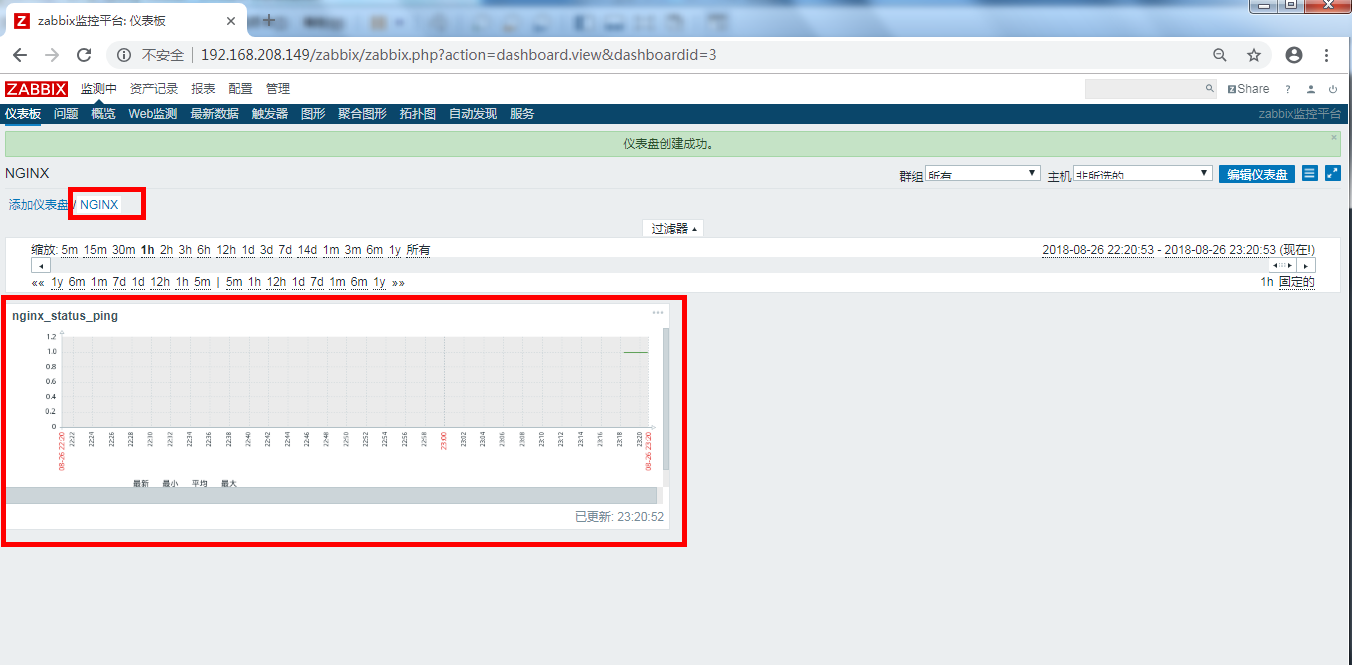 Z zabbix监控平台: 仪表板
不安全 192.168.208.149/zabbix/zabbix.php?action=dashboard.view&dashboardid=3
ZABBIX 监测中 资产记录 报表 配置 管理 Z Share ?
仪表板 问题 概览 Web监测 最新数据 触发器 图形 聚合图形 拓扑图 自动发现 服务 zabbix监控平台
仪表盘创建成功。
NGINX 群组 所有 主机 非所选的 编辑仪表盘
添加仪表盘 / NGINX
过滤器
缩放: 5m 15m 30m 1h 2h 3h 6h 12h 1d 3d 7d 14d 1m 3m 6m 1y 所有 2018-08-26 22:20:53 - 2018-08-26 23:20:53 (现在!)
«« 1y 6m 1m 7d 1d 12h 1h 5m | 5m 1h 12h 1d 7d 1m 6m 1y »» 1h 固定的
nginx_status_ping
1.2
1.0
0.8
0.6
0.4
0.2
0
08-26 22:20 22:22 22:24 22:26 22:28 22:30 22:32 22:34 22:36 22:38 22:40 22:42 22:44 22:46 22:48 22:50 22:52 22:54 22:56 22:58 23:00 23:02 23:04 23:06 23:08 23:10 23:12 23:14 23:16 23:18 23:20 08-26 23:20
最新 最小 平均 最大
已更新: 23:20:52